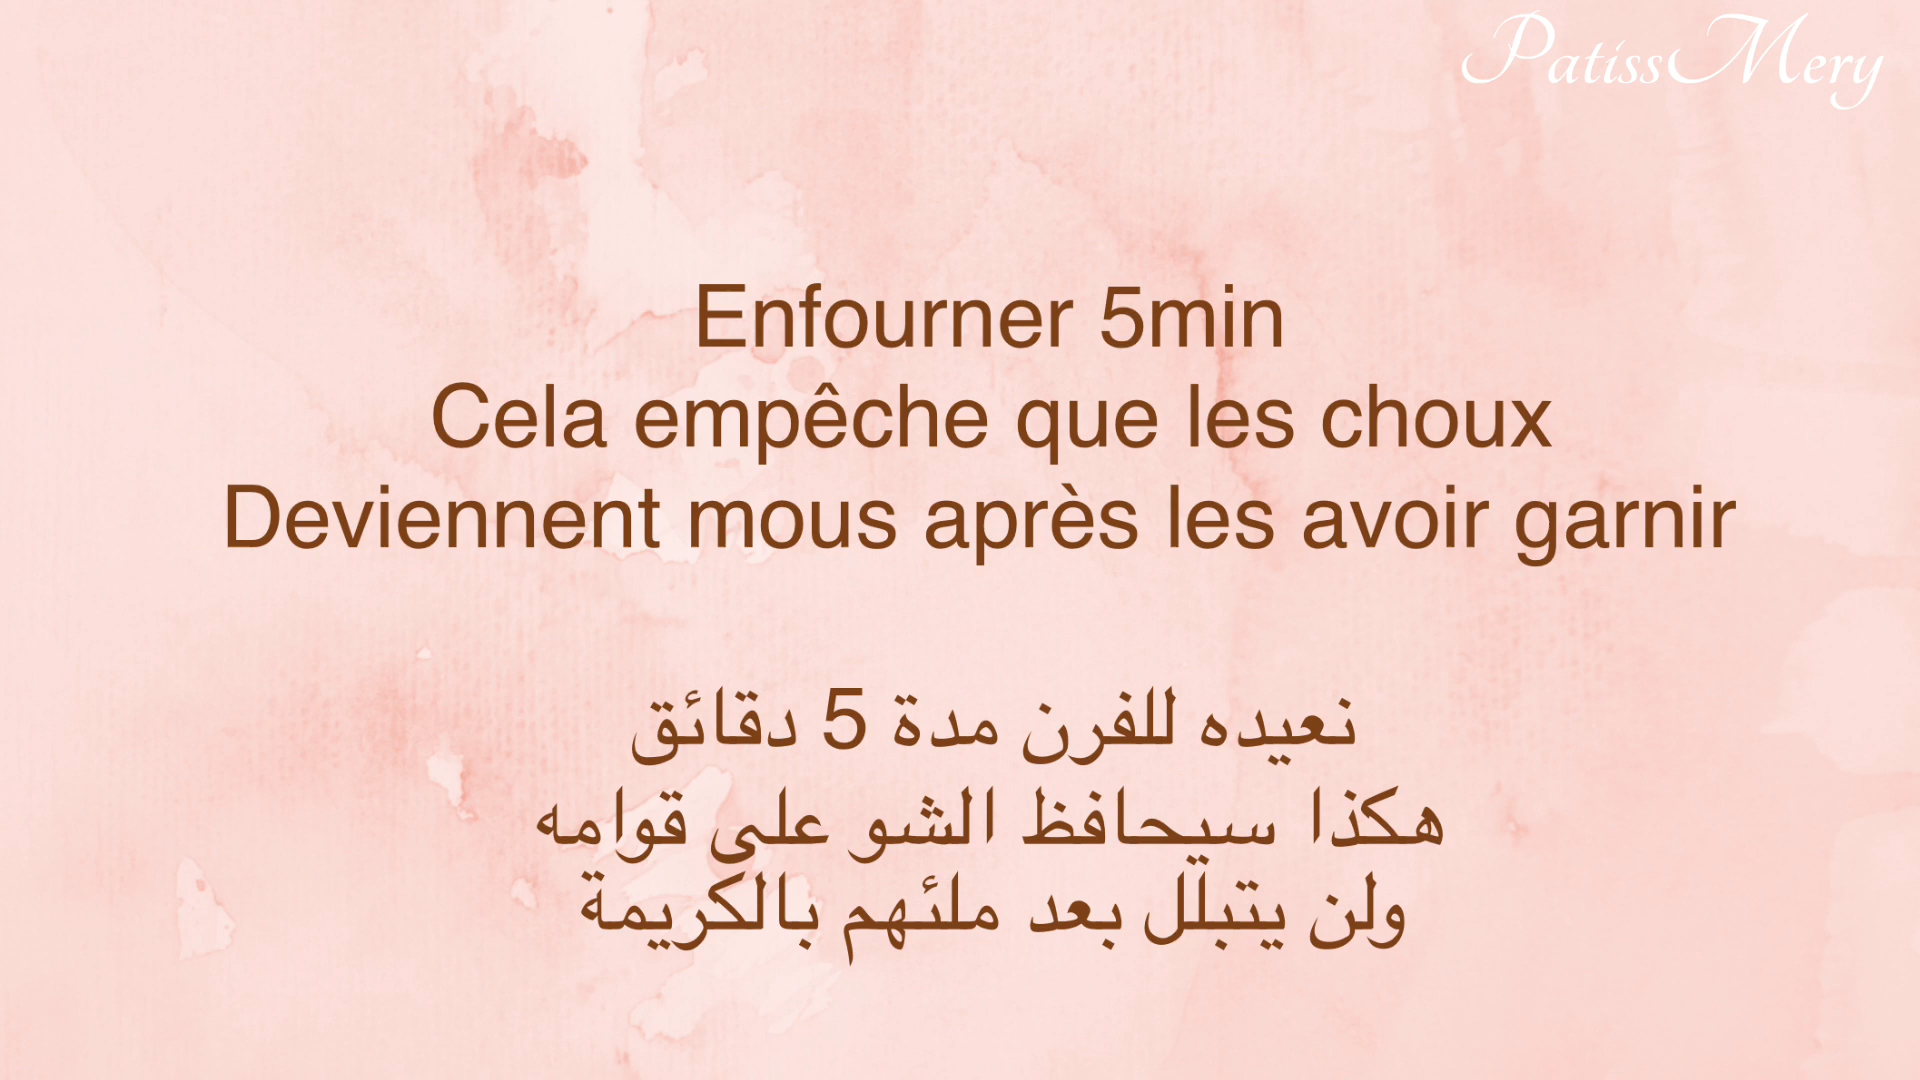 PatissMery
Enfourner 5min
Cela empêche que les choux
Deviennent mous après les avoir garnir
نعيده للفرن مدة 5 دقائق
هكذا سيحافظ الشو على قوامه
ولن يتبلل بعد ملئهم بالكريمة